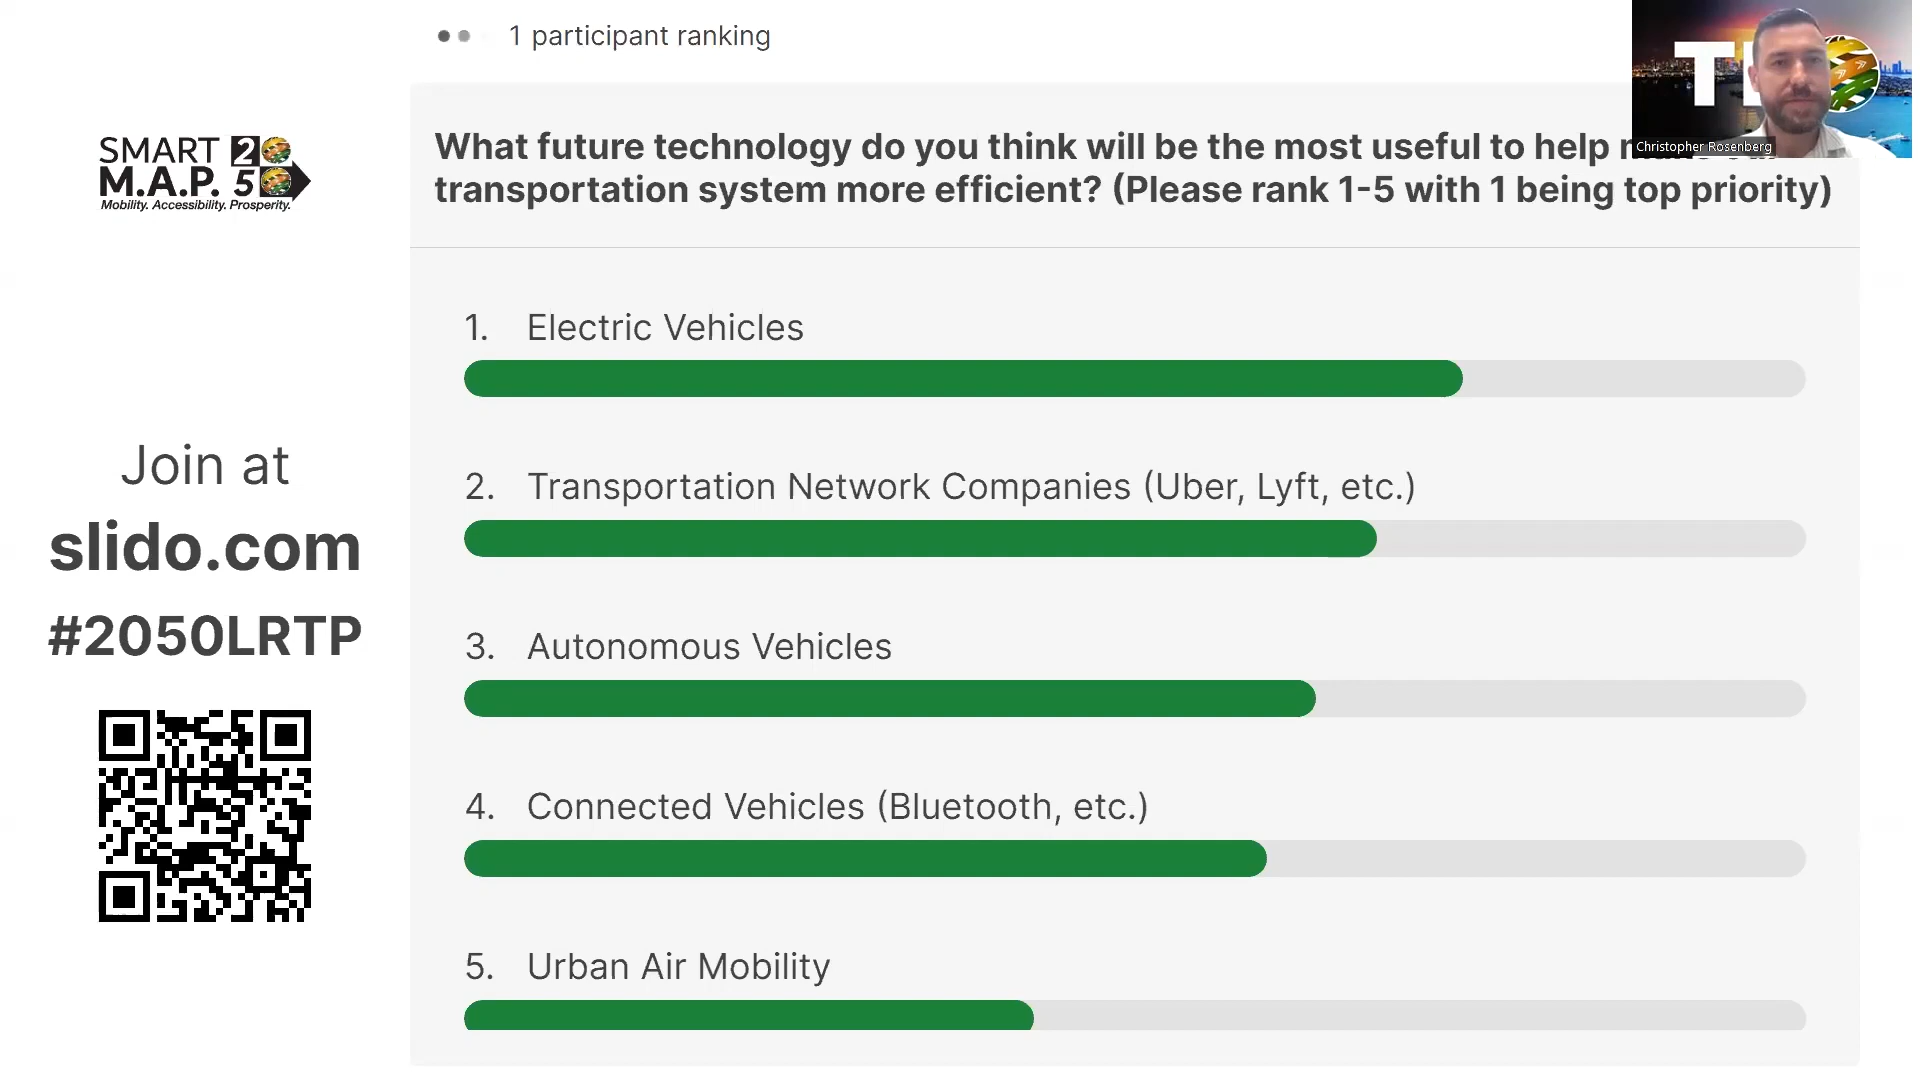 1 participant ranking
What future technology do you think will be the most useful to help
transportation system more efficient? (Please rank 1-5 with 1 being top priority)
Christopher Rosenberg
SMART 20
M.A.P. 50
Mobility. Accessibility. Prosperity.
Join at
slido.com
#2050LRTP
1. Electric Vehicles
2. Transportation Network Companies (Uber, Lyft, etc.)
3. Autonomous Vehicles
4. Connected Vehicles (Bluetooth, etc.)
5. Urban Air Mobility